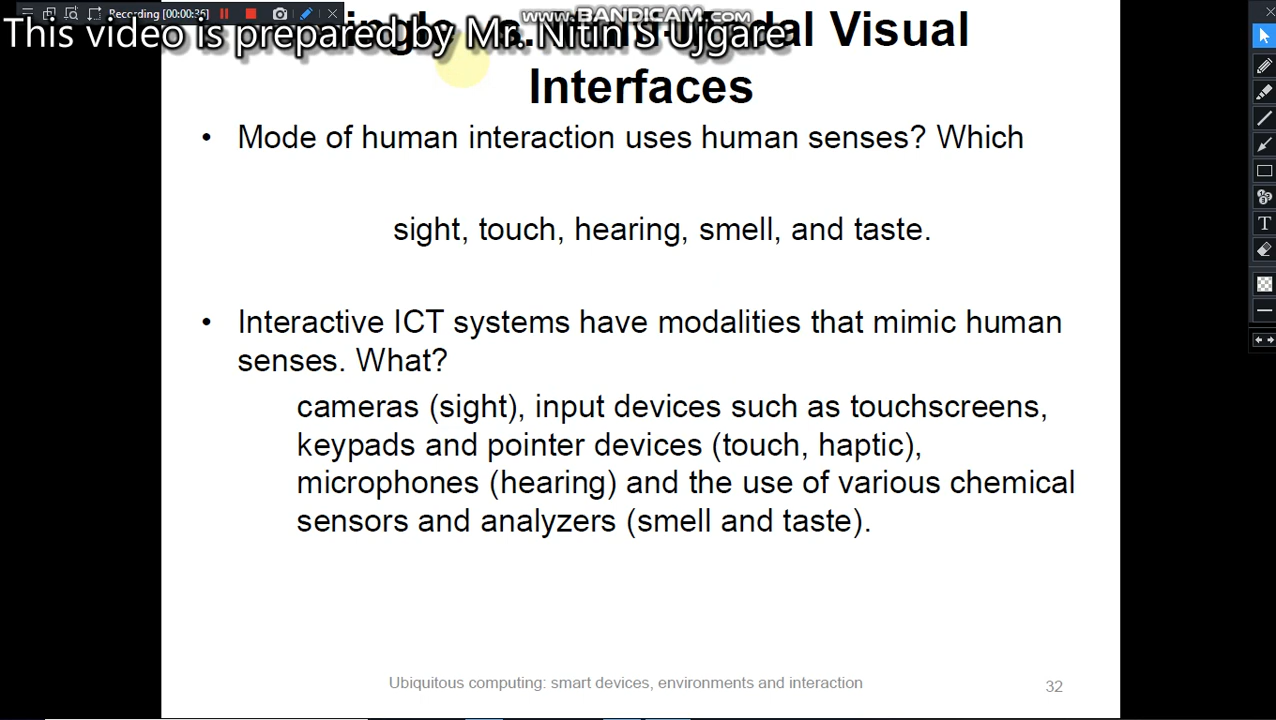 Recording [00:00:35]
www.BANDICAM.com
This video is prepared by Mr. Nitin S Ujgare
Visual
Interfaces
• Mode of human interaction uses human senses? Which
sight, touch, hearing, smell, and taste.
• Interactive ICT systems have modalities that mimic human
senses. What?
cameras (sight), input devices such as touchscreens,
keypads and pointer devices (touch, haptic),
microphones (hearing) and the use of various chemical
sensors and analyzers (smell and taste).
Ubiquitous computing: smart devices, environments and interaction
32
T